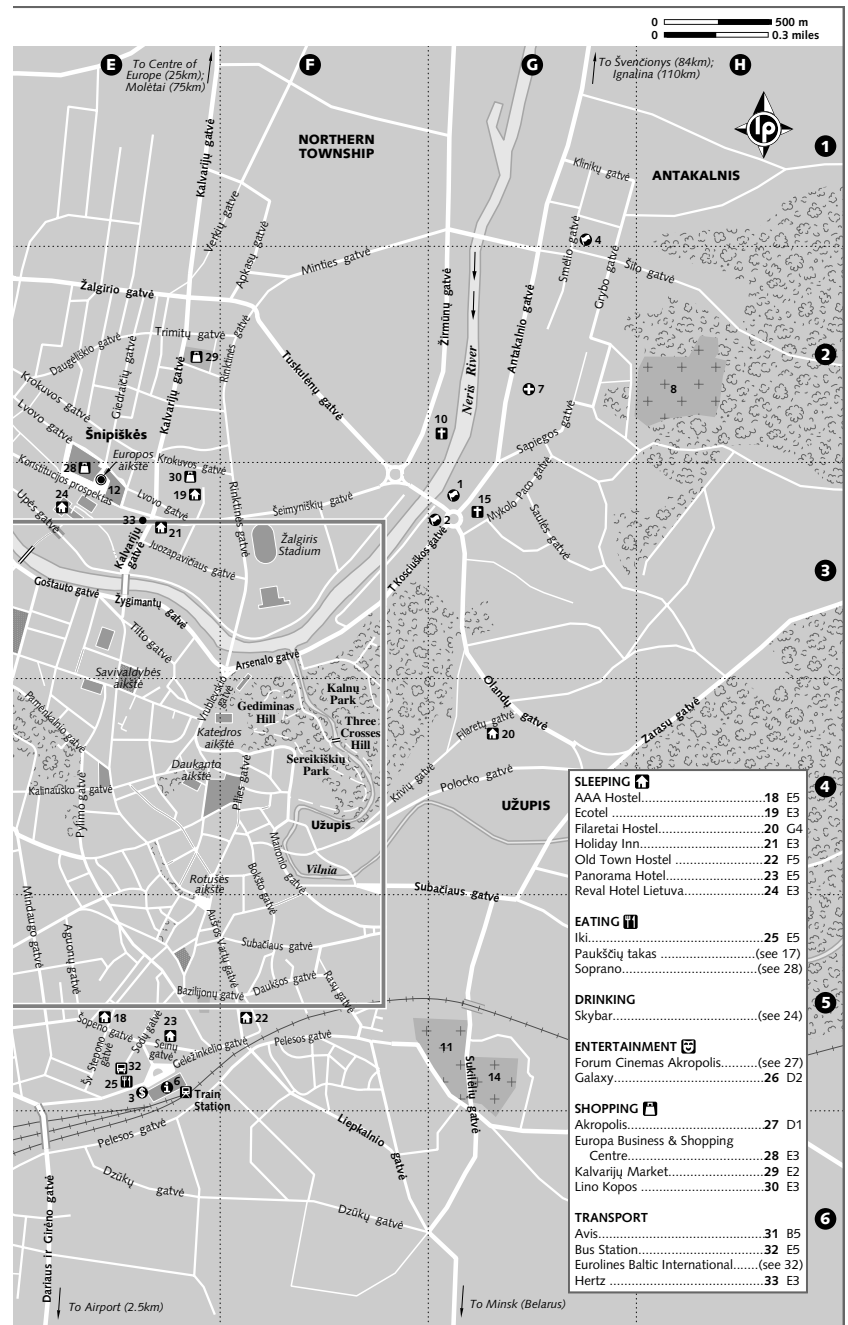 0 500 m
0 0.3 miles
E F G H
To Centre of
Europe (25km);
Molėtai (75km)
To Švenčionys (84km);
Ignalina (110km)
lp
1
NORTHERN
TOWNSHIP
ANTAKALNIS
Kalvarijų gatvė
Klinikų gatvė
Verkių gatvė
Apkasų gatvė
Smėlio gatvė
4
Grybo gatvė
Šilo gatvė
Minties gatvė
Žalgirio gatvė
Žirmūnų gatvė
Antakalnio gatvė
Trimitų gatvė
29
Daugėliškio gatvė
Giedraičių gatvė
Kalvarijų gatvė
Rinktinės gatvė
Tuskulėnų gatvė
Neris River
2
7
8
Krokuvos gatvė
Lvovo gatvė
Šnipiškės
10
Sapiegos gatvė
Europos
aikštė
Krokuvos gatvė
28
30
Konstitucijos prospektas
12
Lvovo gatvė
19
24
Upės gatvė
33
21
Rinktinės gatvė
Šeimyniškių gatvė
1
15
2
Mykolo Paco gatvė
Saulės gatvė
Žalgiris
Stadium
Juozapavičiaus gatvė
Kalvarijų
gatvė
T Kosciuškos gatvė
3
Goštauto gatvė
Žygimantų gatvė
Tilto gatvė
Arsenalo gatvė
Savivaldybės
aikštė
Vrublevskio
gatvė
Kalnų
Park
Gediminas
Hill
Three
Crosses
Hill
Katedros
aikštė
Pamėnkalnio gatvė
Olandų gatvė
Filaretų gatvė
20
Zarasų gatvė
Sereikiškių
Park
Daukanto
aikštė
Pilies gatvė
Kalinausko gatvė
Pylimo gatvė
Krivių gatvė
Polocko gatvė
4
UŽUPIS
Užupis
Maironio gatvė
Vilnia
Bokšto gatvė
Rotušės
aikštė
Subačiaus gatvė
Mindaugo gatvė
Aguonų gatvė
Aušros Vartų gatvė
Subačiaus gatvė
Bazilijonų gatvė
Daukšos gatvė
Rasų gatvė
5
18
23
22
Šopeno gatvė
Sodų gatvė
Seinų
gatvė
Geležinkelio gatvė
Pelesos gatvė
Šv. Stepono
gatvė
32
25
3
6
Train
Station
11
14
Sukilėlių gatvė
Pelesos gatvė
Liepkalnio gatvė
Dzūkų gatvė
Dzūkų gatvė
6
Dariaus ir Girėno gatvė
To Airport (2.5km)
To Minsk (Belarus)
SLEEPING
AAA Hostel 18 E5
Ecotel 19 E3
Filaretai Hostel 20 G4
Holiday Inn 21 E3
Old Town Hostel 22 F5
Panorama Hotel 23 E5
Reval Hotel Lietuva 24 E3
EATING
Iki 25 E5
Paukščių takas (see 17)
Soprano (see 28)
DRINKING
Skybar (see 24)
ENTERTAINMENT
Forum Cinemas Akropolis (see 27)
Galaxy 26 D2
SHOPPING
Akropolis 27 D1
Europa Business & Shopping
Centre 28 E3
Kalvarijų Market 29 E2
Lino Kopos 30 E3
TRANSPORT
Avis 31 B5
Bus Station 32 E5
Eurolines Baltic International (see 32)
Hertz 33 E3